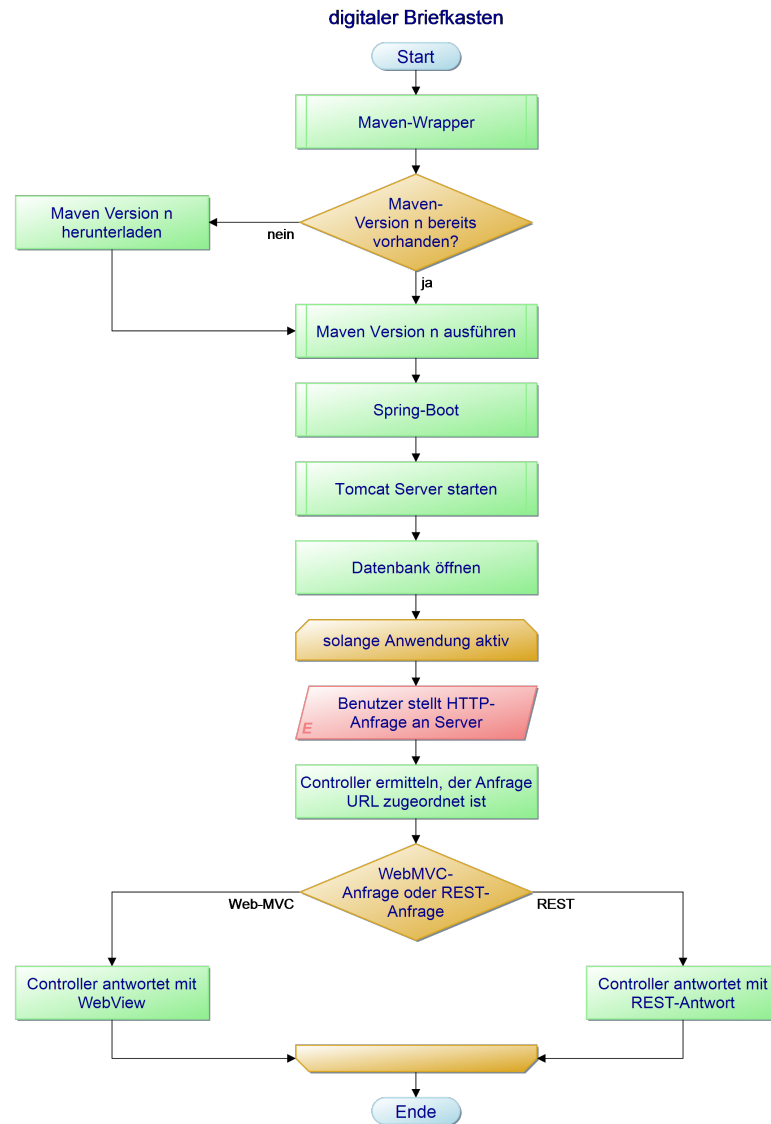 digitaler Briefkasten
Start
Maven-Wrapper
Maven-
Version n bereits
vorhanden?
nein
Maven Version n
herunterladen
ja
Maven Version n ausführen
Spring-Boot
Tomcat Server starten
Datenbank öffnen
solange Anwendung aktiv
Benutzer stellt HTTP-
Anfrage an Server
E
Controller ermitteln, der Anfrage
URL zugeordnet ist
WebMVC-
Anfrage oder REST-
Anfrage
Web-MVC
REST
Controller antwortet mit
WebView
Controller antwortet mit
REST-Antwort
Ende